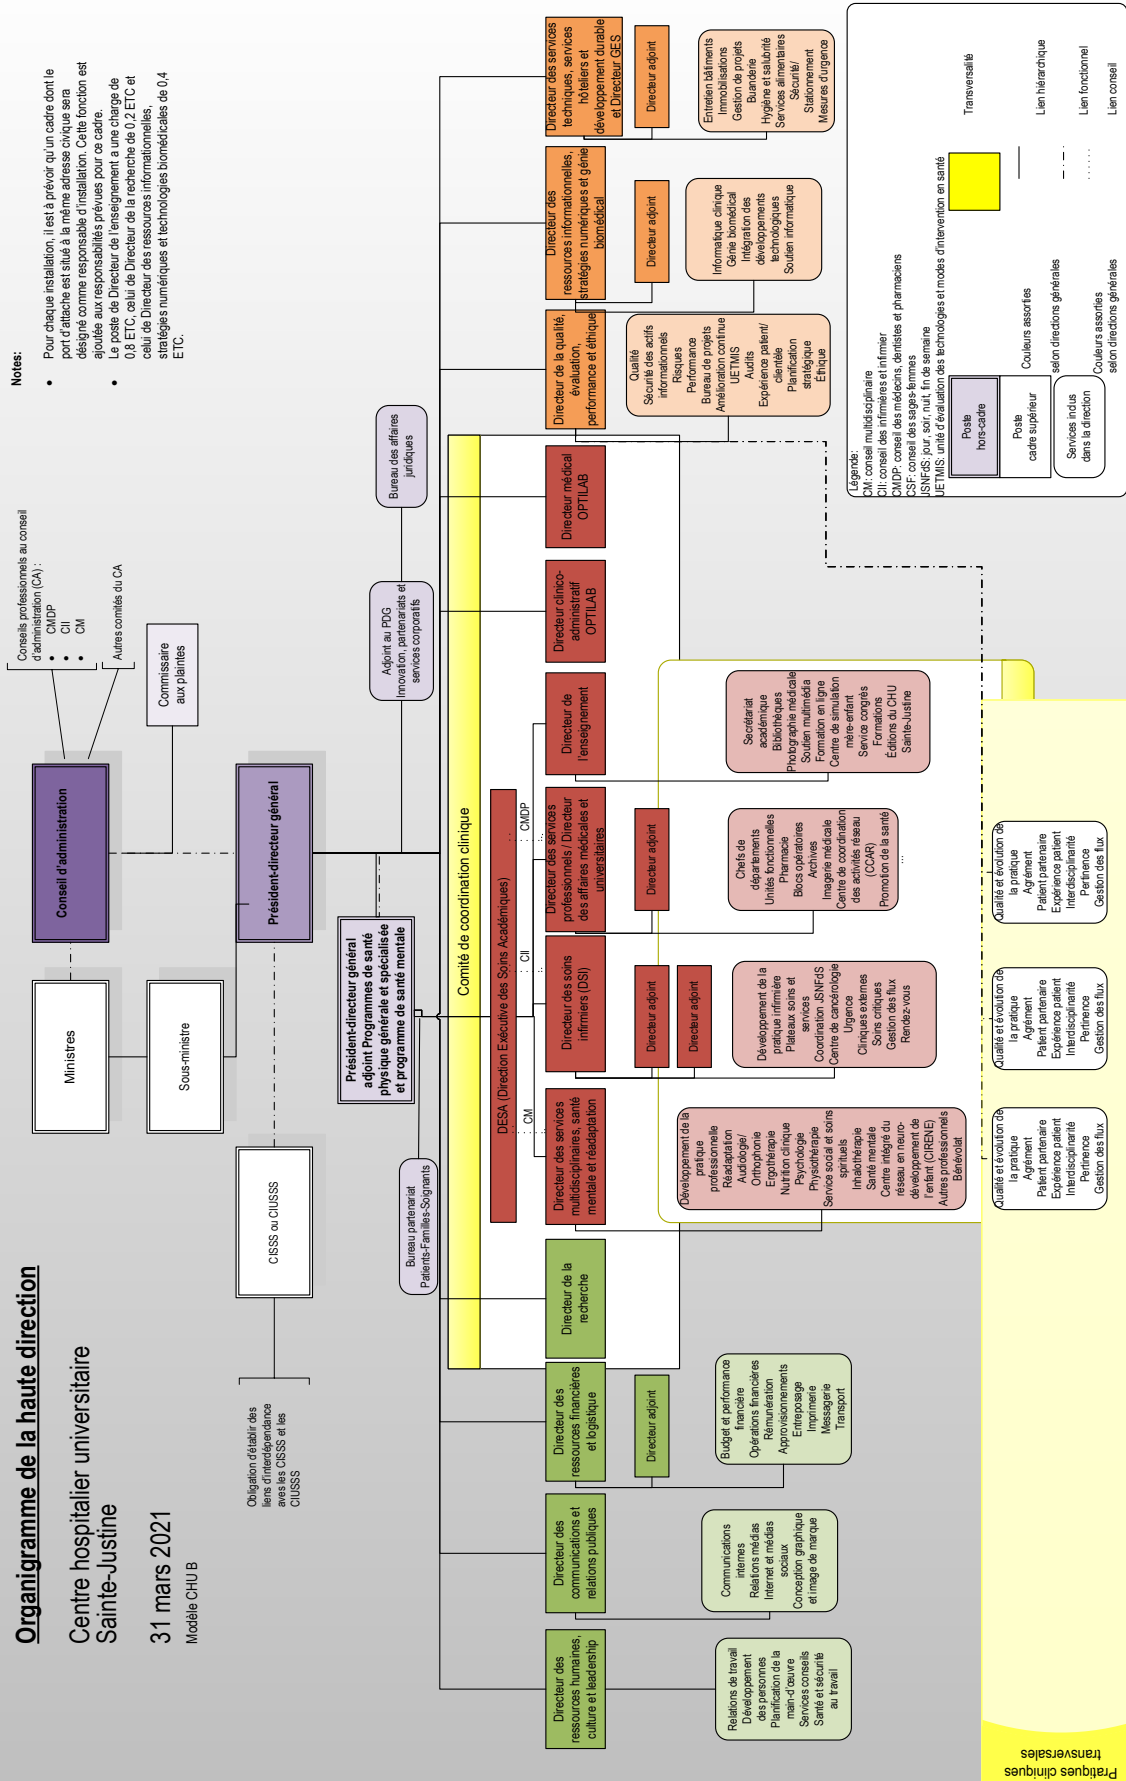 Organigramme de la haute direction
Centre hospitalier universitaire
Sainte-Justine
31 mars 2021
Modèle CHU B
Notes:
• Pour chaque installation, il est à prévoir qu'un cadre dont le
port d'attache est situé à la même adresse civique sera
désigné comme responsable d'installation. Cette fonction est
ajoutée aux responsabilités prévues pour ce cadre.
• Le poste de Directeur de l'enseignement a une charge de
0,8 ETC, celui de Directeur de la recherche de 0,2 ETC et
celui de Directeur des ressources informationnelles,
stratégies numériques et technologies biomédicales de 0,4
ETC.
Conseils professionnels au conseil
d'administration (CA) :
• CMDP
• CII
• CM
Autres comités du CA
Ministres
Conseil d'administration
Commissaire
aux plaintes
Sous-ministre
Président-directeur général
CISSS ou CIUSSS
Obligation d'établir des
liens d'interdépendance
aves les CISSS et les
CIUSSS
Président-directeur général
adjoint Programmes de santé
physique générale et spécialisée
et programme de santé mentale
Adjoint au PDG
Innovation, partenariats et
services corporatifs
Bureau des affaires
juridiques
Bureau partenariat
Patients-Familles-Soignants
Comité de coordination clinique
DESA (Direction Exécutive des Soins Académiques)
CM
CII
CMDP
Directeur des
ressources humaines,
culture et leadership
Directeur des
communications et
relations publiques
Directeur des
ressources financières
et logistique
Directeur de la
recherche
Directeur des services
multidisciplinaires, santé
mentale et réadaptation
Directeur des soins
infirmiers (DSI)
Directeur des services
professionnels / Directeur
des affaires médicales et
universitaires
Directeur de
l'enseignement
Directeur clinico-
administratif
OPTILAB
Directeur médical
OPTILAB
Directeur de la qualité,
évaluation,
performance et éthique
Directeur des
ressources informationnelles,
stratégies numériques et génie
biomédical
Directeur des services
techniques, services
hôteliers et
développement durable
et Directeur GES
Directeur adjoint
Directeur adjoint
Directeur adjoint
Directeur adjoint
Directeur adjoint
Directeur adjoint
Relations de travail
Développement
des personnes
Planification de la
main-d'œuvre
Services conseils
Santé et sécurité
au travail
Communications
internes
Relations médias
Internet et médias
sociaux
Conception graphique
et image de marque
Budget et performance
financière
Opérations financières
Rémunération
Approvisionnements
Entreposage
Imprimerie
Messagerie
Transport
Développement de la
pratique
professionnelle
Réadaptation
Audiologie/
Orthophonie
Ergothérapie
Nutrition clinique
Psychologie
Physiothérapie
Service social et soins
spirituels
Inhalothérapie
Santé mentale
Centre intégré du
réseau en neuro-
développement de
l'enfant (CIRENE)
Autres professionnels
Bénévolat
Développement de la
pratique infirmière
Plateaux soins et
services
Coordination JSNFdS
Centre de cancérologie
Urgence
Cliniques externes
Soins critiques
Gestion des flux
Rendez-vous
Chefs de
départements
Unités fonctionnelles
Pharmacie
Blocs opératoires
Archives
Imagerie médicale
Centre de coordination
des activités réseau
(CCAR)
Promotion de la santé
...
Secrétariat
académique
Bibliothèques
Photographie médicale
Soutien multimédia
Formation en ligne
Centre de simulation
mère-enfant
Service congrès
Formations
Éditions du CHU
Sainte-Justine
Qualité
Sécurité des actifs
informationnels
Risques
Performance
Bureau de projets
Amélioration continue
UETMIS
Audits
Expérience patient/
clientèle
Planification
stratégique
Éthique
Informatique clinique
Génie biomédical
Intégration des
développements
technologiques
Soutien informatique
Entretien bâtiments
Immobilisations
Gestion de projets
Buanderie
Hygiène et salubrité
Services alimentaires
Sécurité/
Stationnement
Mesures d'urgence
Pratiques cliniques
transversales
Qualité et évolution de
la pratique
Agrément
Patient partenaire
Expérience patient
Interdisciplinarité
Pertinence
Gestion des flux
Qualité et évolution de
la pratique
Agrément
Patient partenaire
Expérience patient
Interdisciplinarité
Pertinence
Gestion des flux
Qualité et évolution de
la pratique
Agrément
Patient partenaire
Expérience patient
Interdisciplinarité
Pertinence
Gestion des flux
Légende:
CM: conseil multidisciplinaire
CII: conseil des infirmières et infirmier
CMDP: conseil des médecins, dentistes et pharmaciens
CSF: conseil des sages-femmes
JSNFdS: jour, soir, nuit, fin de semaine
UETMIS: unité d'évaluation des technologies et modes d'intervention en santé
Poste
hors-cadre
Transversalité
Poste
cadre supérieur
Couleurs assorties
selon directions générales
Lien hiérarchique
Services inclus
dans la direction
Couleurs assorties
selon directions générales
Lien fonctionnel
Lien conseil